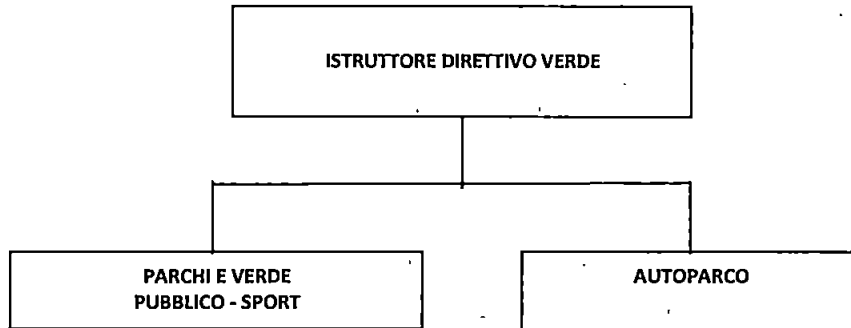 ISTRUTTORE DIRETTIVO VERDE
PARCHI E VERDE
PUBBLICO - SPORT
AUTOPARCO